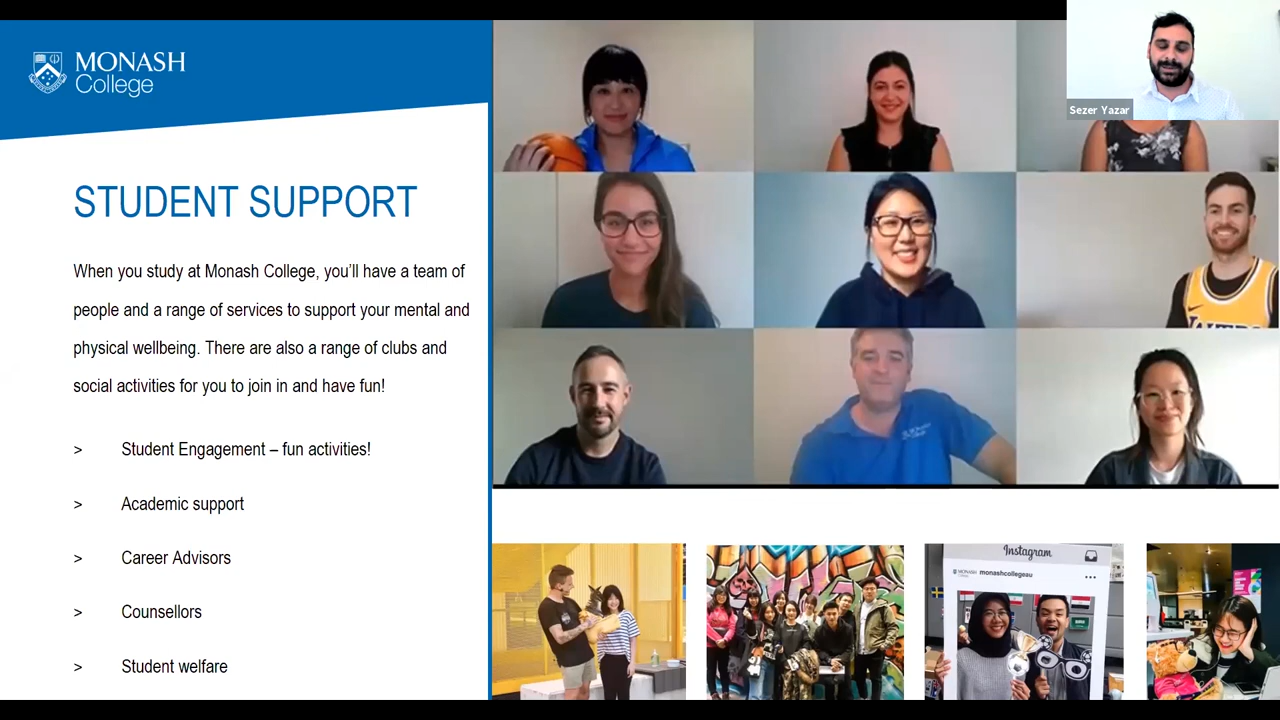 MONASH
College
STUDENT SUPPORT
When you study at Monash College, you’ll have a team of
people and a range of services to support your mental and
physical wellbeing. There are also a range of clubs and
social activities for you to join in and have fun!
> Student Engagement – fun activities!
> Academic support
> Career Advisors
> Counsellors
> Student welfare
Sezer Yazar
Instagram
MONASH
monashcollegeau